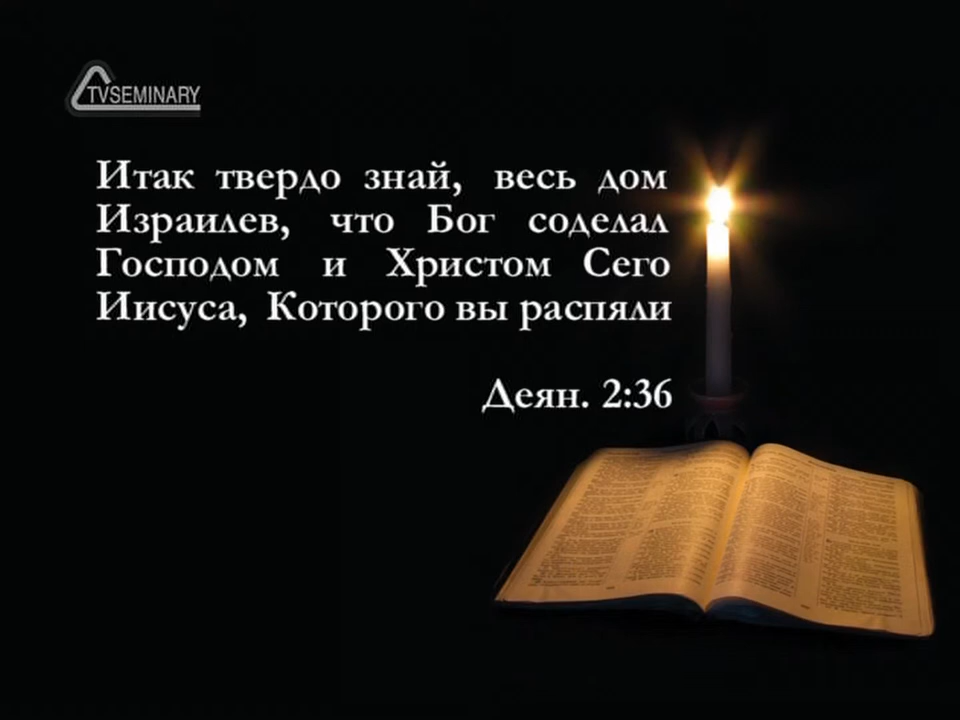 TVSEMINARY
Итак твердо знай, весь дом
Израилев, что Бог соделал
Господом и Христом Сего
Иисуса, Которого вы распяли
Деян. 2:36